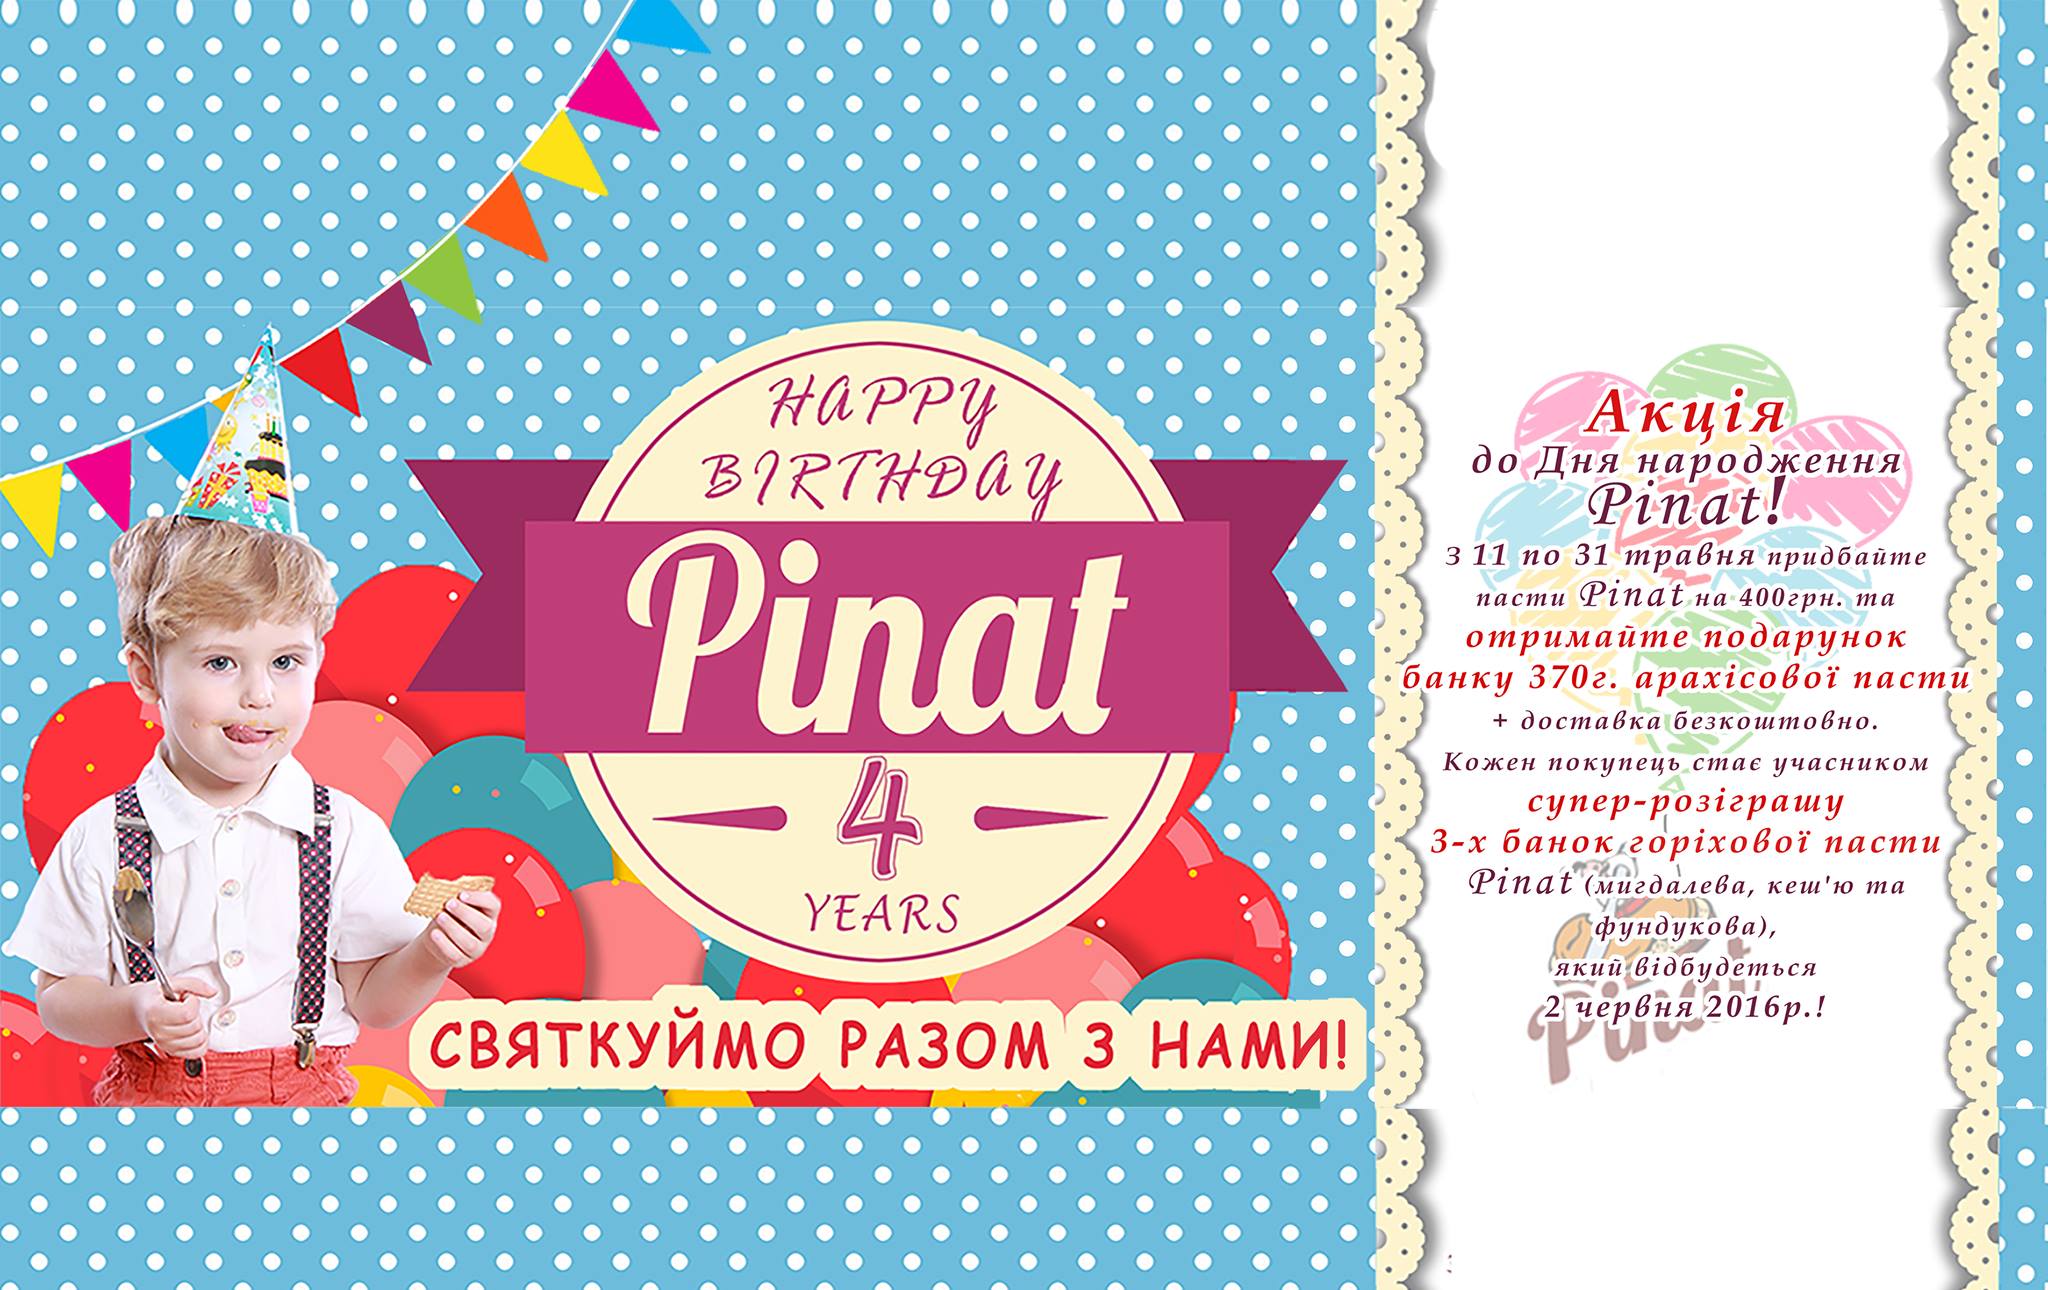 HAPPY
BIRTHDAY
Pinat
4
YEARS
СВЯТКУЙМО РАЗОМ З НАМИ!
Акція
до Дня народження
Pinat!
З 11 по 31 травня придбайте
пасти Pinat на 400грн. та
отримайте подарунок
банку 370г. арахісової пасти
+ доставка безкоштовно.
Кожен покупець стає учасником
супер-розіграшу
3-х банок горіхової пасти
Pinat (мигдалева, кеш'ю та
фундукова),
який відбудеться
2 червня 2016р.!
Pinat